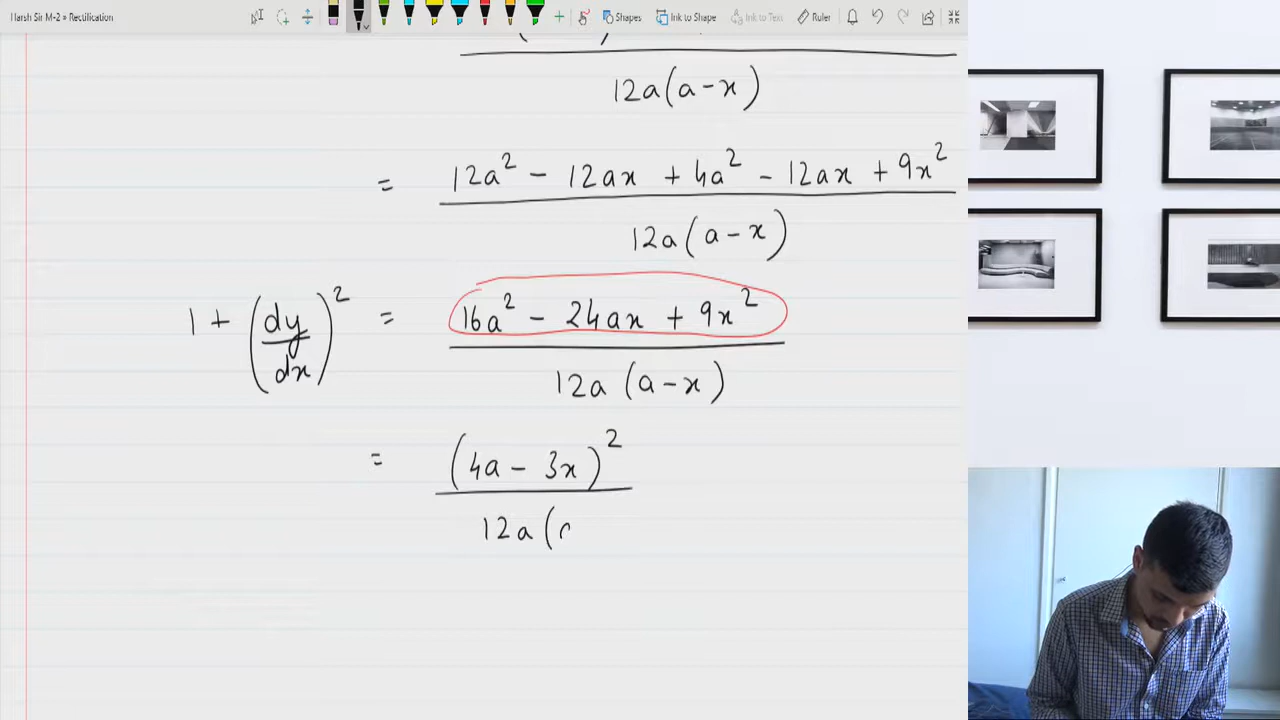 Harsh Sir M-2 » Rectification
Shapes Ink to Shape Ink to Text Ruler
12a(a-x)
= 12a² - 12ax + 4a² - 12ax + 9x²
12a(a-x)
1 + (dy/dx)² = 16a² - 24ax + 9x²
12a(a-x)
= (4a - 3x)²
12a(